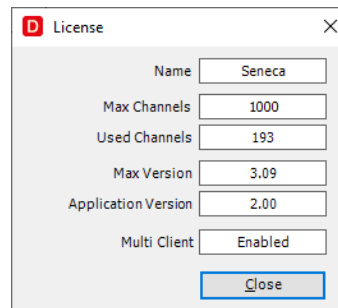 D License
Name Seneca
Max Channels 1000
Used Channels 193
Max Version 3.09
Application Version 2.00
Multi Client Enabled
Close